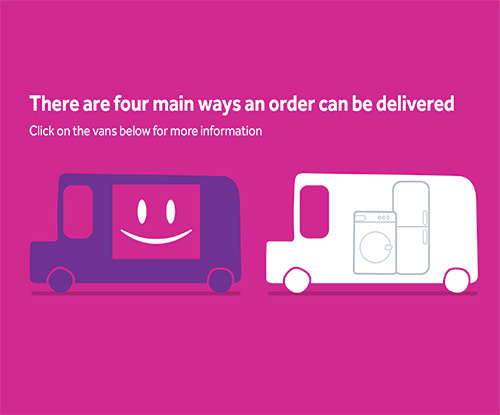 There are four main ways an order can be delivered
Click on the vans below for more information